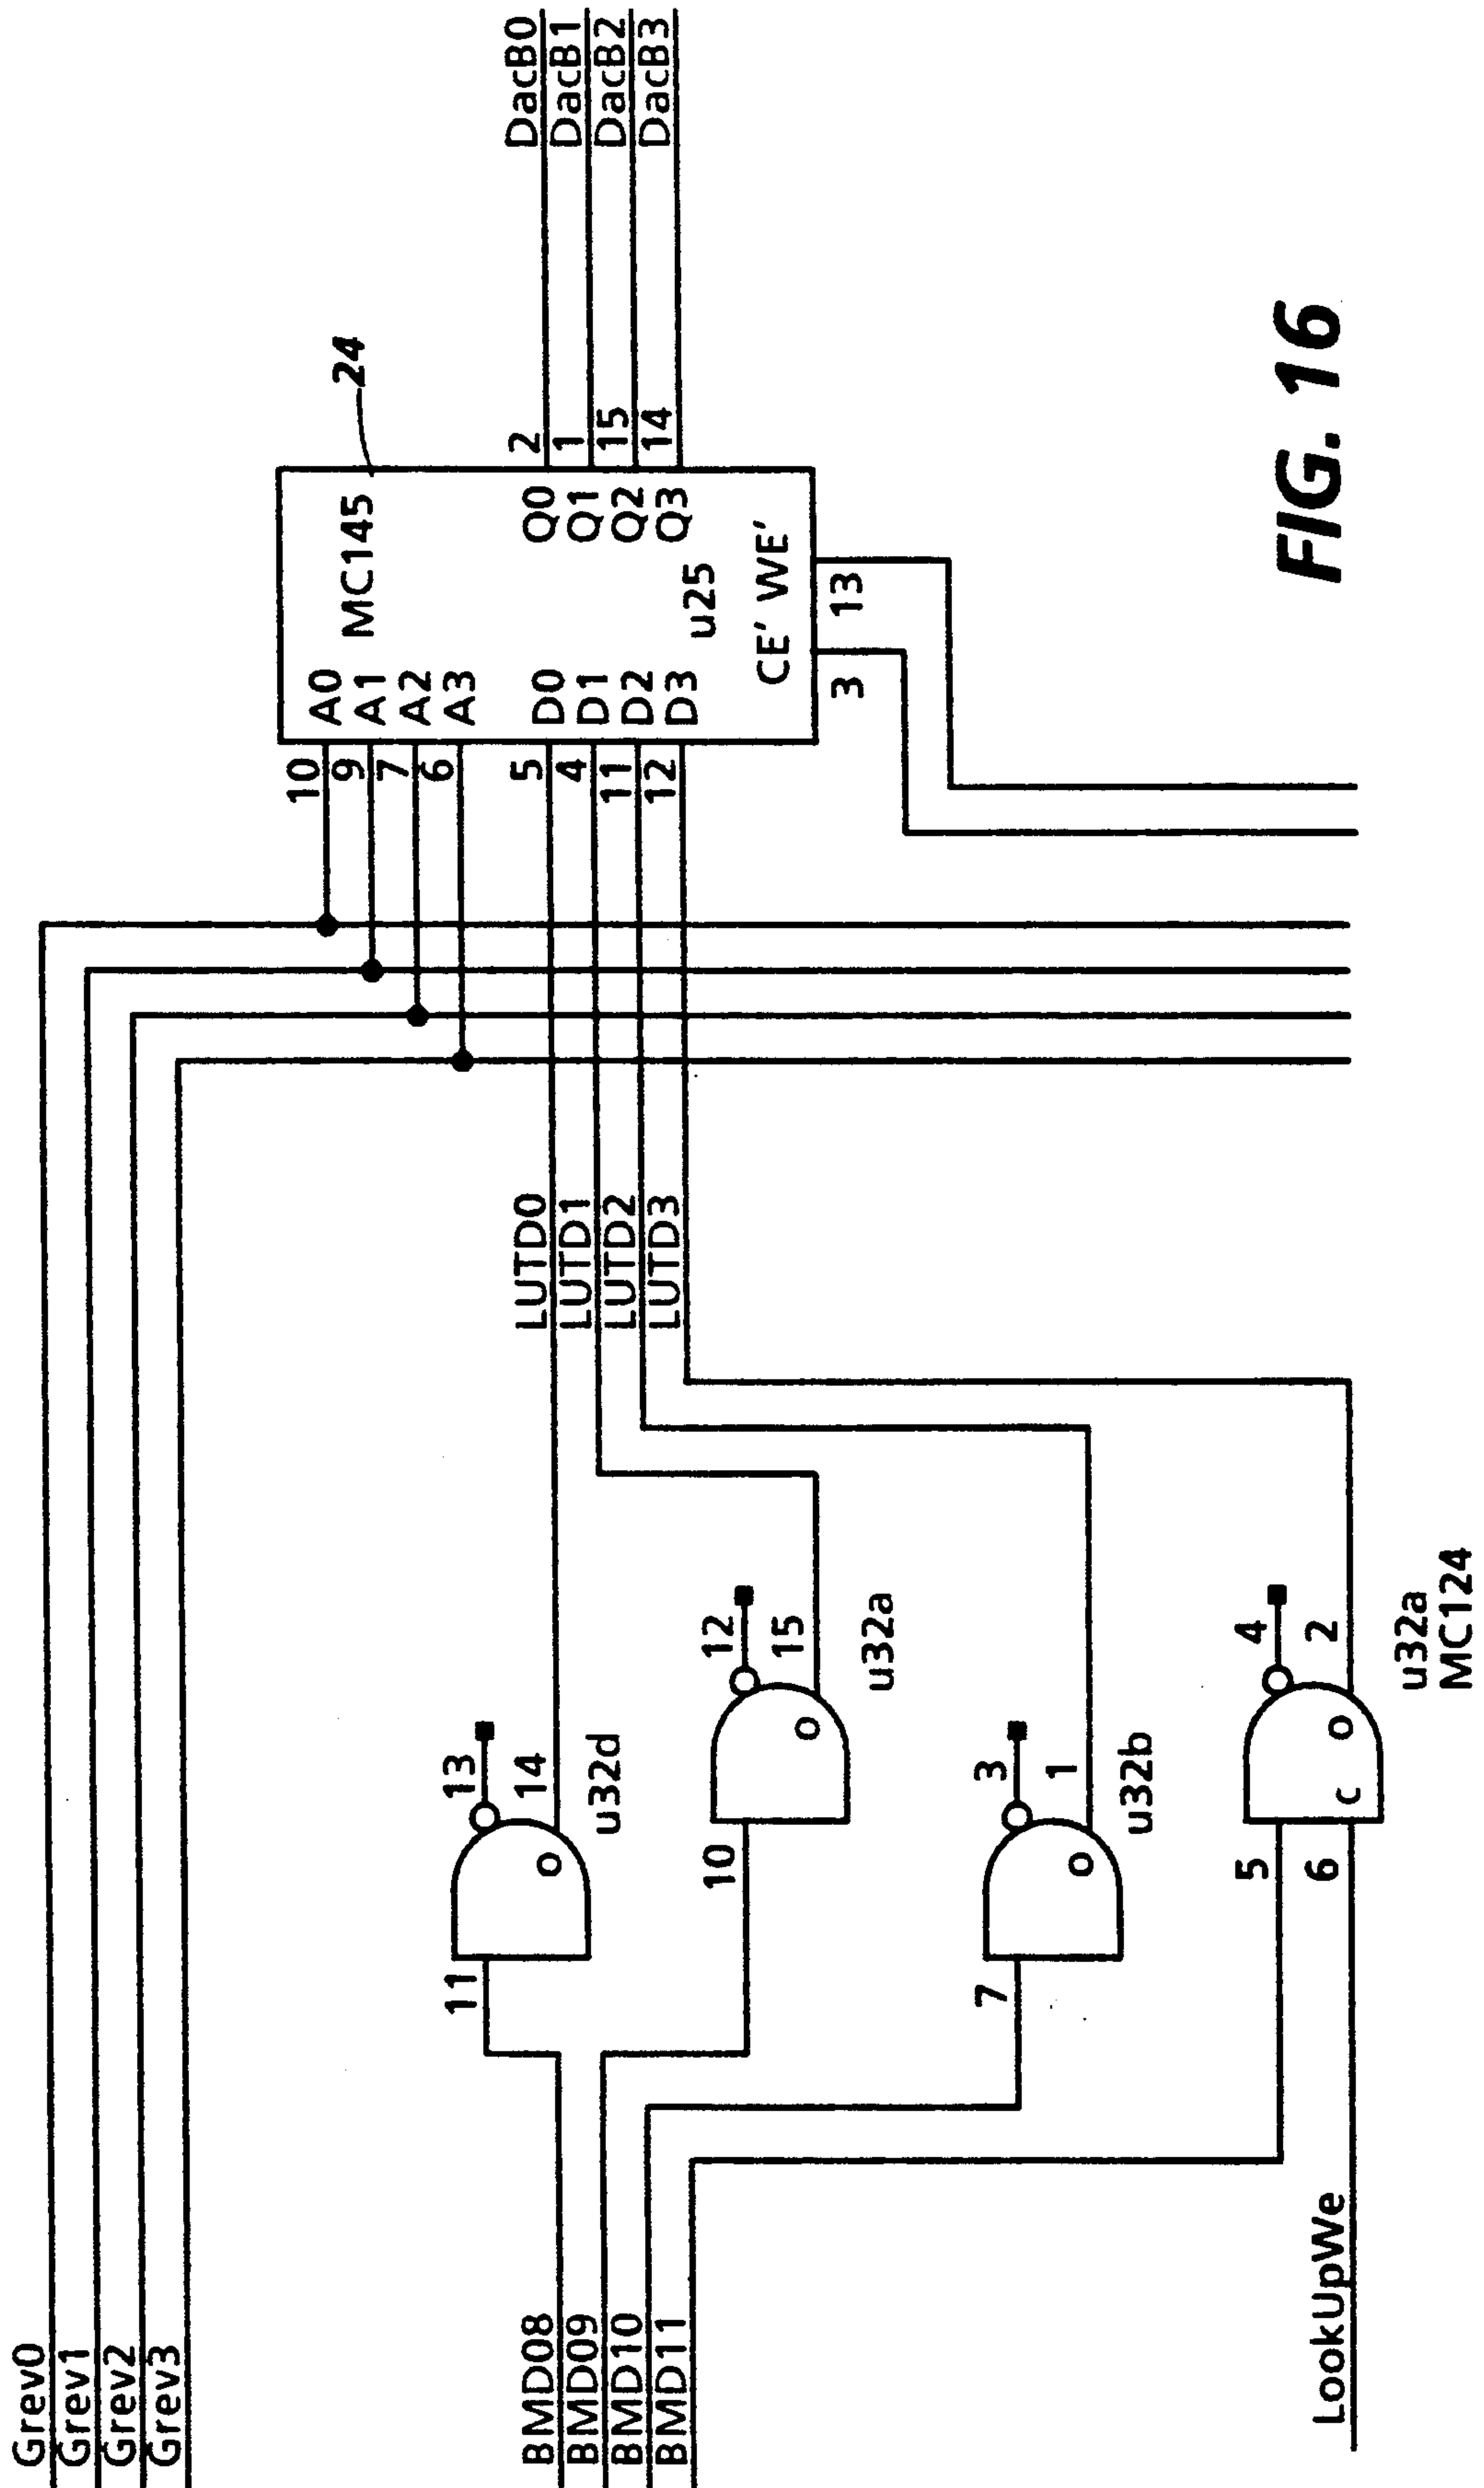 Grev0
Grev1
Grev2
Grev3
BMD08
BMD09
BMD10
BMD11
LookUpWe
11
13
14
o
u32d
10
12
15
o
u32a
7
3
1
o
u32b
5
6
4
2
c
o
u32a
MC124
LUTD0
LUTD1
LUTD2
LUTD3
10
9
7
6
5
4
11
12
A0
A1
A2
A3
D0
D1
D2
D3
MC145
u25
CE' WE'
3
13
Q0
Q1
Q2
Q3
2
1
15
14
24
DacB0
DacB1
DacB2
DacB3
FIG. 16